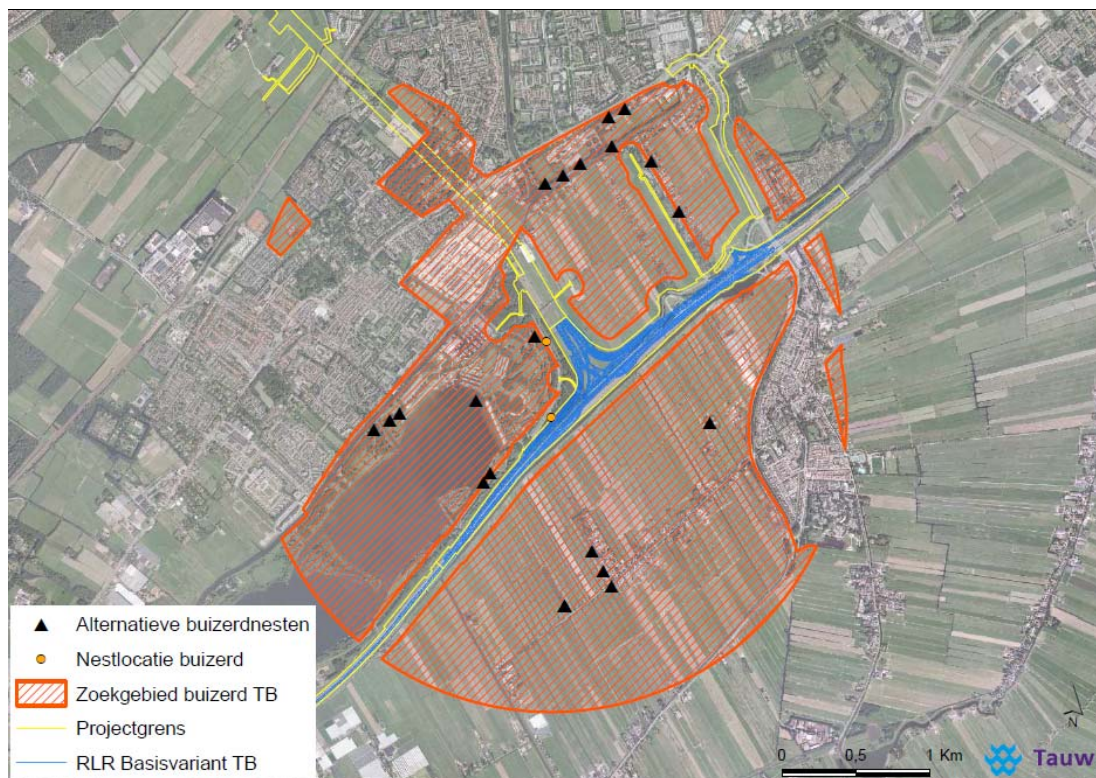 Alternatieve buizerdnesten
Nestlocatie buizerd
Zoekgebied buizerd TB
Projectgrens
RLR Basisvariant TB
0 0,5 1 Km
N
Tauw